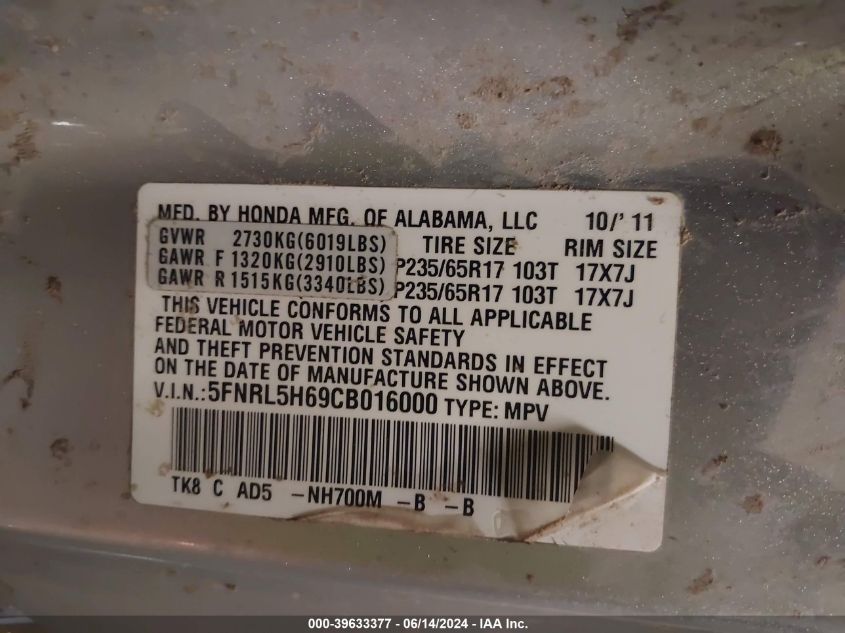 MFD. BY HONDA MFG. OF ALABAMA, LLC 10/' 11
GVWR 2730KG(6019LBS) TIRE SIZE RIM SIZE
GAWR F 1320KG(2910LBS) P235/65R17 103T 17X7J
GAWR R 1515KG(3340LBS) P235/65R17 103T 17X7J
THIS VEHICLE CONFORMS TO ALL APPLICABLE
FEDERAL MOTOR VEHICLE SAFETY
AND THEFT PREVENTION STANDARDS IN EFFECT
ON THE DATE OF MANUFACTURE SHOWN ABOVE.
V.I.N.:5FNRL5H69CB016000 TYPE: MPV
TK8 C AD5 -NH700M -B -B
000-39633377 - 06/14/2024 - IAA Inc.